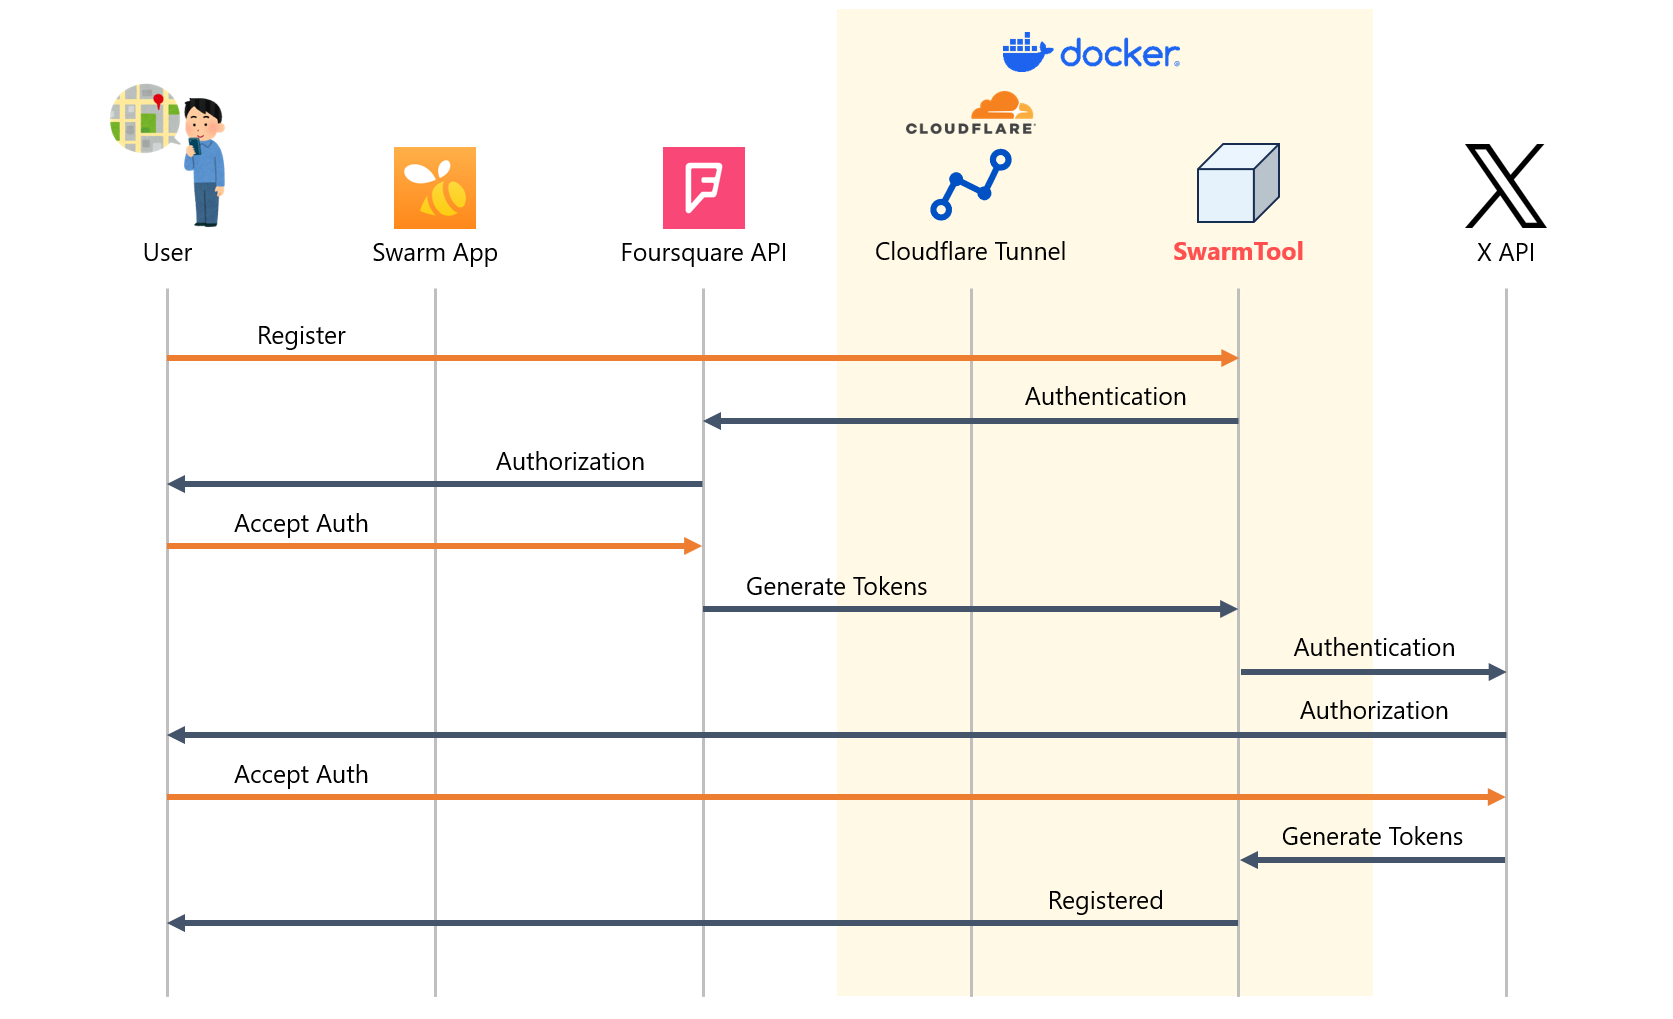 docker
CLOUDFLARE
User
Swarm App
Foursquare API
Cloudflare Tunnel
SwarmTool
X API
Register
Authentication
Authorization
Accept Auth
Generate Tokens
Authentication
Authorization
Accept Auth
Generate Tokens
Registered